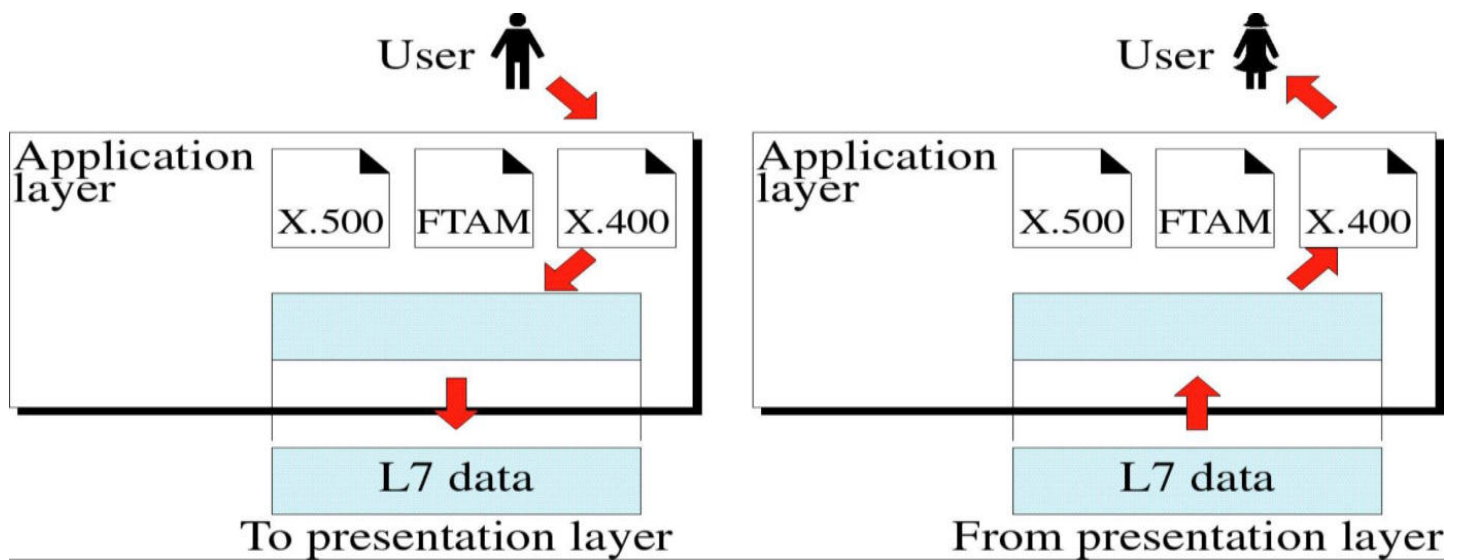 User
Application
layer
X.500 FTAM X.400
L7 data
To presentation layer
User
Application
layer
X.500 FTAM X.400
L7 data
From presentation layer